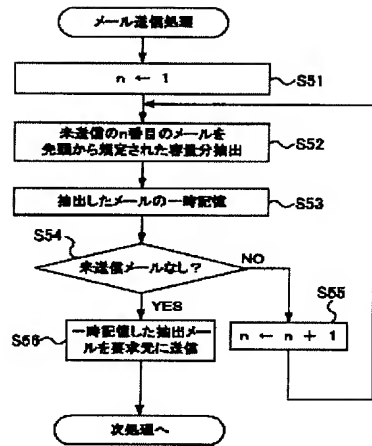 メール送信処理
n ← 1
S51
未送信のn番目のメールを
先頭から規定された容量分抽出
S52
抽出したメールの一時記憶
S53
S54
未送信メールなし？
NO
YES
S55
n ← n + 1
S56
一時記憶した抽出メー
ルを要求元に送信
次処理へ